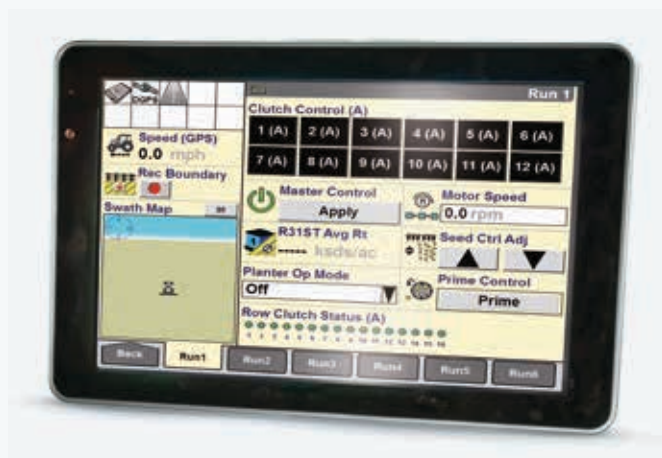 DGPS
Run 1
Speed (GPS)
0.0 mph
Rec Boundary
Swath Map
Clutch Control (A)
1 (A) 2 (A) 3 (A) 4 (A) 5 (A) 6 (A)
7 (A) 8 (A) 9 (A) 10 (A) 11 (A) 12 (A)
Master Control
Apply
Motor Speed
0.0 rpm
R31ST Avg Rt
----- ksds/ac
Seed Ctrl Adj
Planter Op Mode
Off
Prime Control
Prime
Row Clutch Status (A)
Back Run1 Run2 Run3 Run4 Run5 Run6